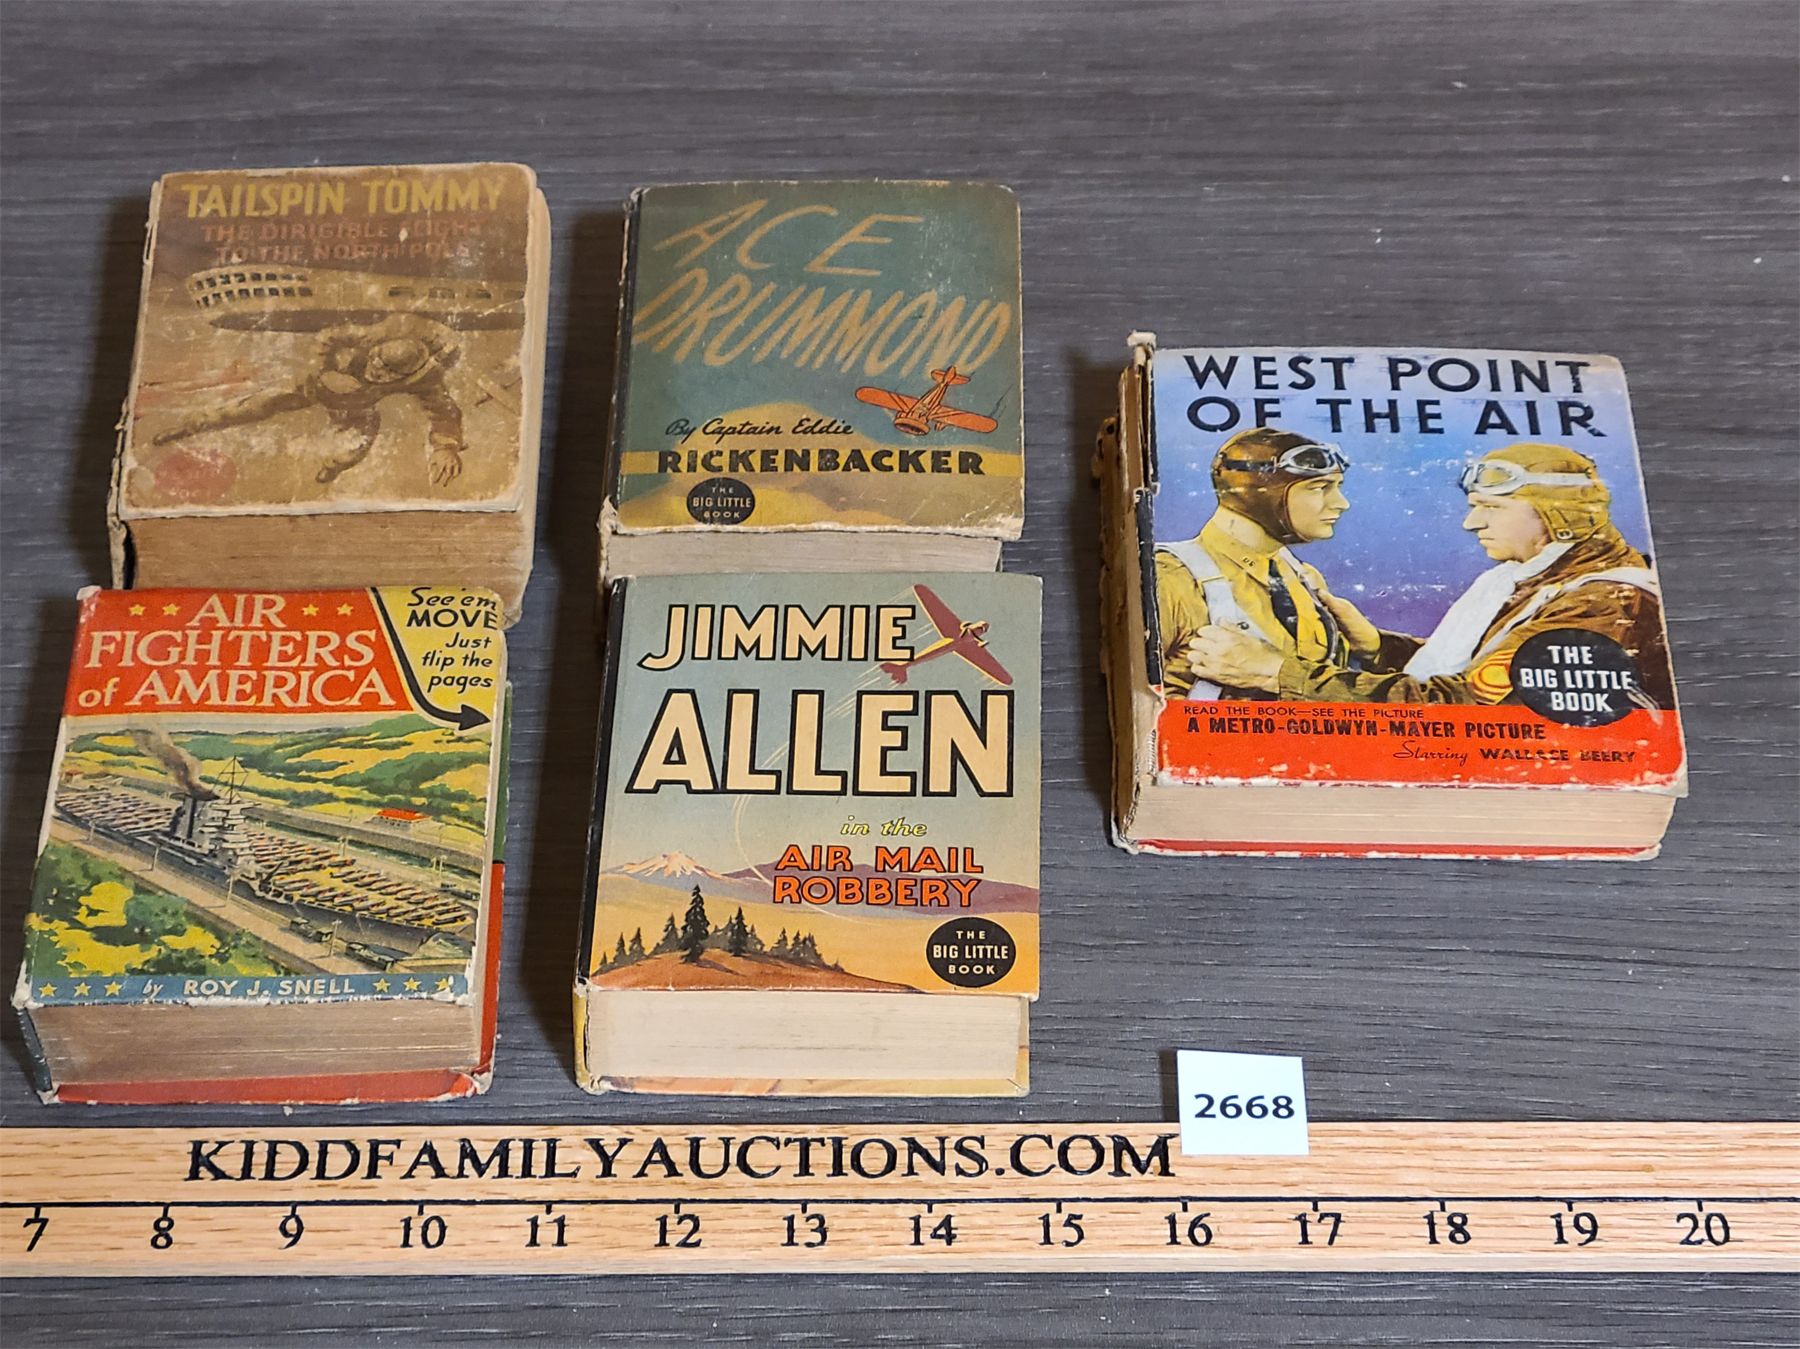 TAILSPIN TOMMY
THE DIRIGIBLE FLIGHT
TO THE NORTH POLE
ACE
DRUMMOND
By Captain Eddie
RICKENBACKER
THE
BIG LITTLE
BOOK
WEST POINT
OF THE AIR
THE
BIG LITTLE
BOOK
READ THE BOOK—SEE THE PICTURE
A METRO-GOLDWYN-MAYER PICTURE
Starring WALLACE BEERY
AIR
FIGHTERS
of AMERICA
See 'em
MOVE
Just
flip the
pages
by ROY J. SNELL
JIMMIE
ALLEN
in the
AIR MAIL
ROBBERY
THE
BIG LITTLE
BOOK
2668
KIDDFAMILYAUCTIONS.COM
7 8 9 10 11 12 13 14 15 16 17 18 19 20